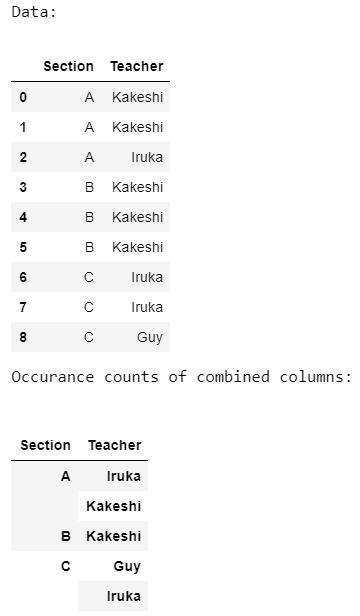 Data:
Section Teacher
0 A Kakeshi
1 A Kakeshi
2 A Iruka
3 B Kakeshi
4 B Kakeshi
5 B Kakeshi
6 C Iruka
7 C Iruka
8 C Guy
Occurance counts of combined columns:
Section Teacher
A Iruka
Kakeshi
B Kakeshi
C Guy
Iruka